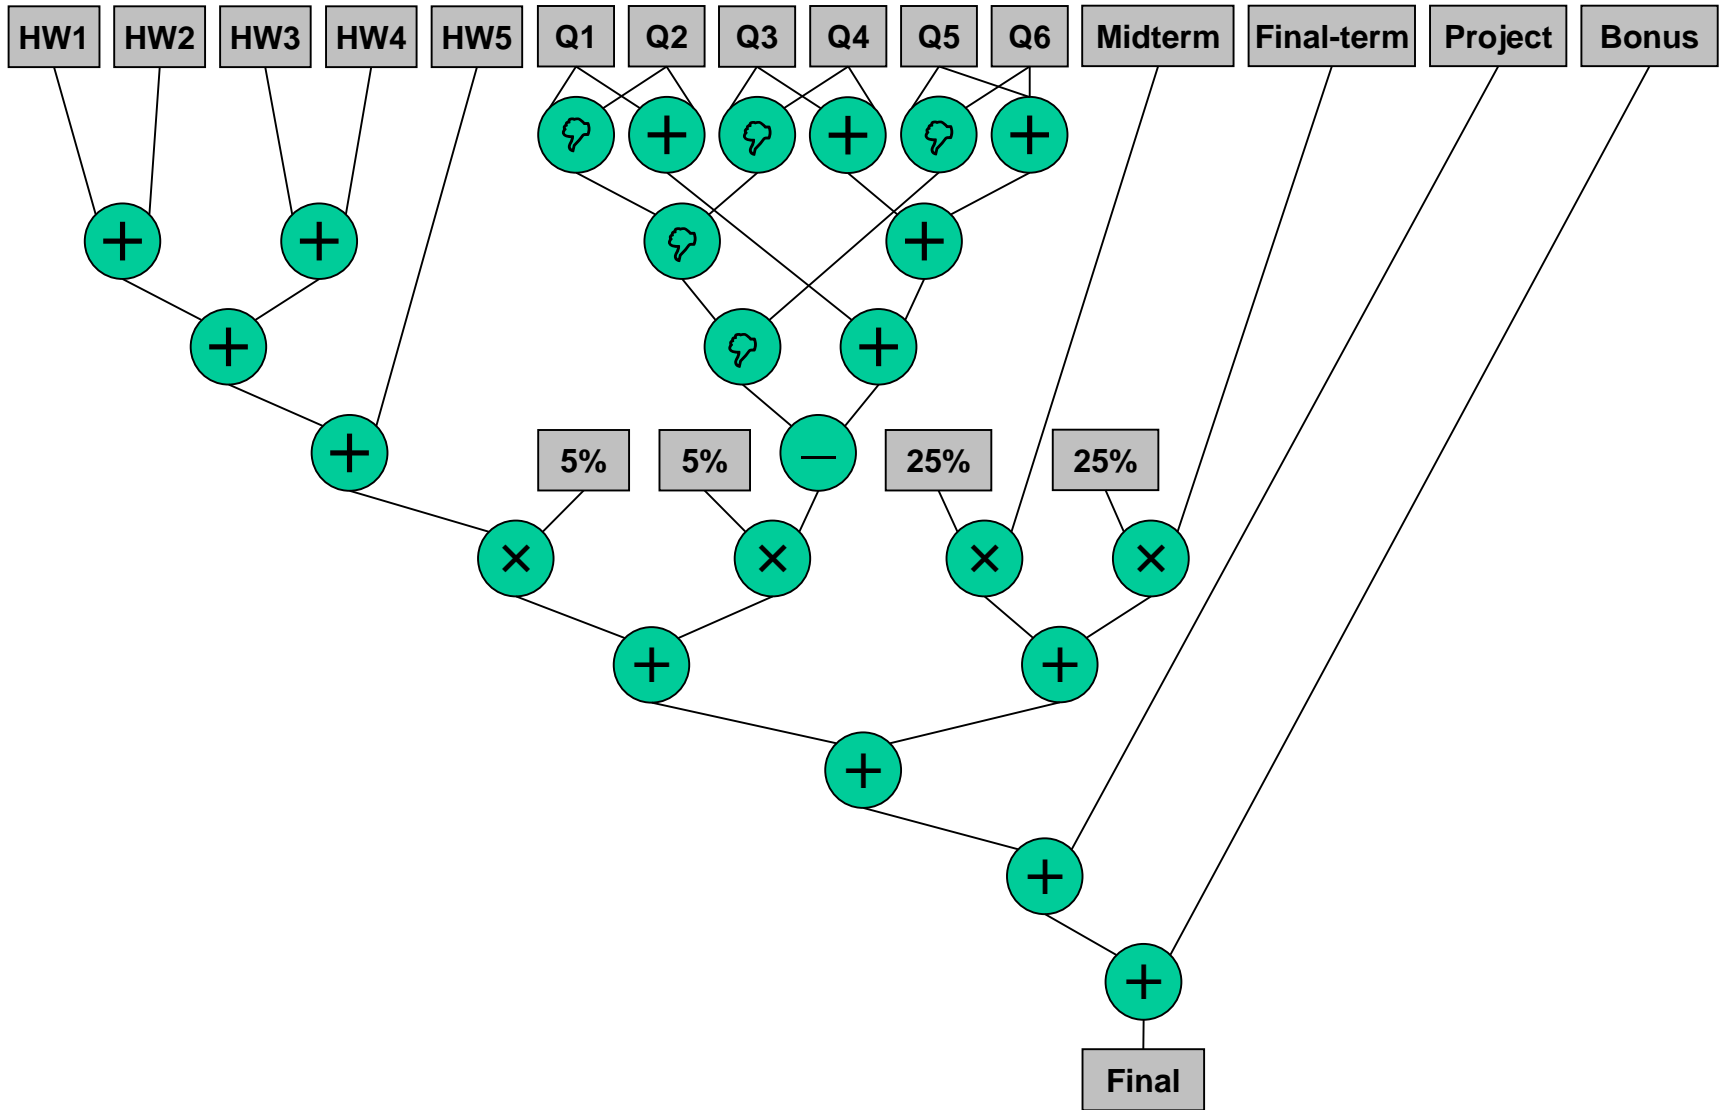 HW1 HW2 HW3 HW4 HW5 Q1 Q2 Q3 Q4 Q5 Q6 Midterm Final-term Project Bonus
+ + +
+ + +
+ +
+ 5% 5% — 25% 25%
× × × ×
+ +
+
+
+
Final